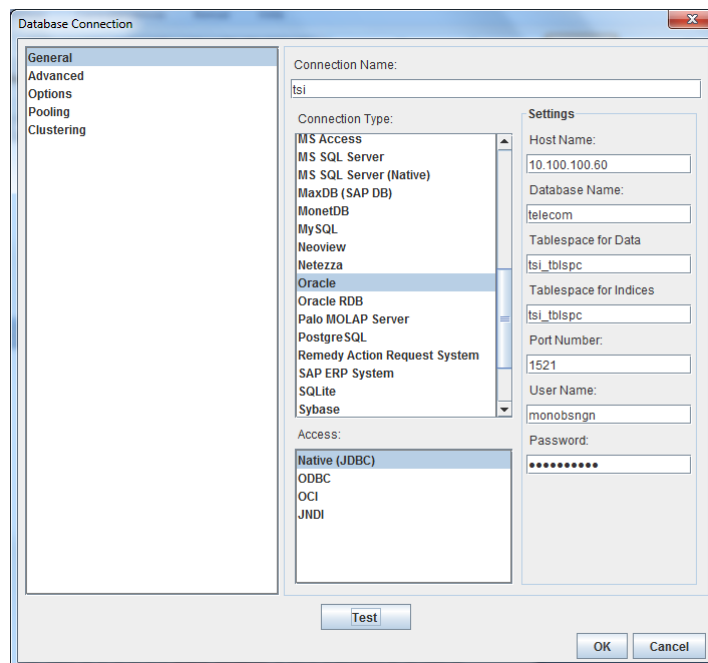 Database Connection
General
Advanced
Options
Pooling
Clustering
Connection Name:
tsi
Connection Type:
MS Access
MS SQL Server
MS SQL Server (Native)
MaxDB (SAP DB)
MonetDB
MySQL
Neoview
Netezza
Oracle
Oracle RDB
Palo MOLAP Server
PostgreSQL
Remedy Action Request System
SAP ERP System
SQLite
Sybase
Access:
Native (JDBC)
ODBC
OCI
JNDI
Settings
Host Name:
10.100.100.60
Database Name:
telecom
Tablespace for Data
tsi_tblspc
Tablespace for Indices
tsi_tblspc
Port Number:
1521
User Name:
monobsngn
Password:
●●●●●●●●●●
Test
OK
Cancel